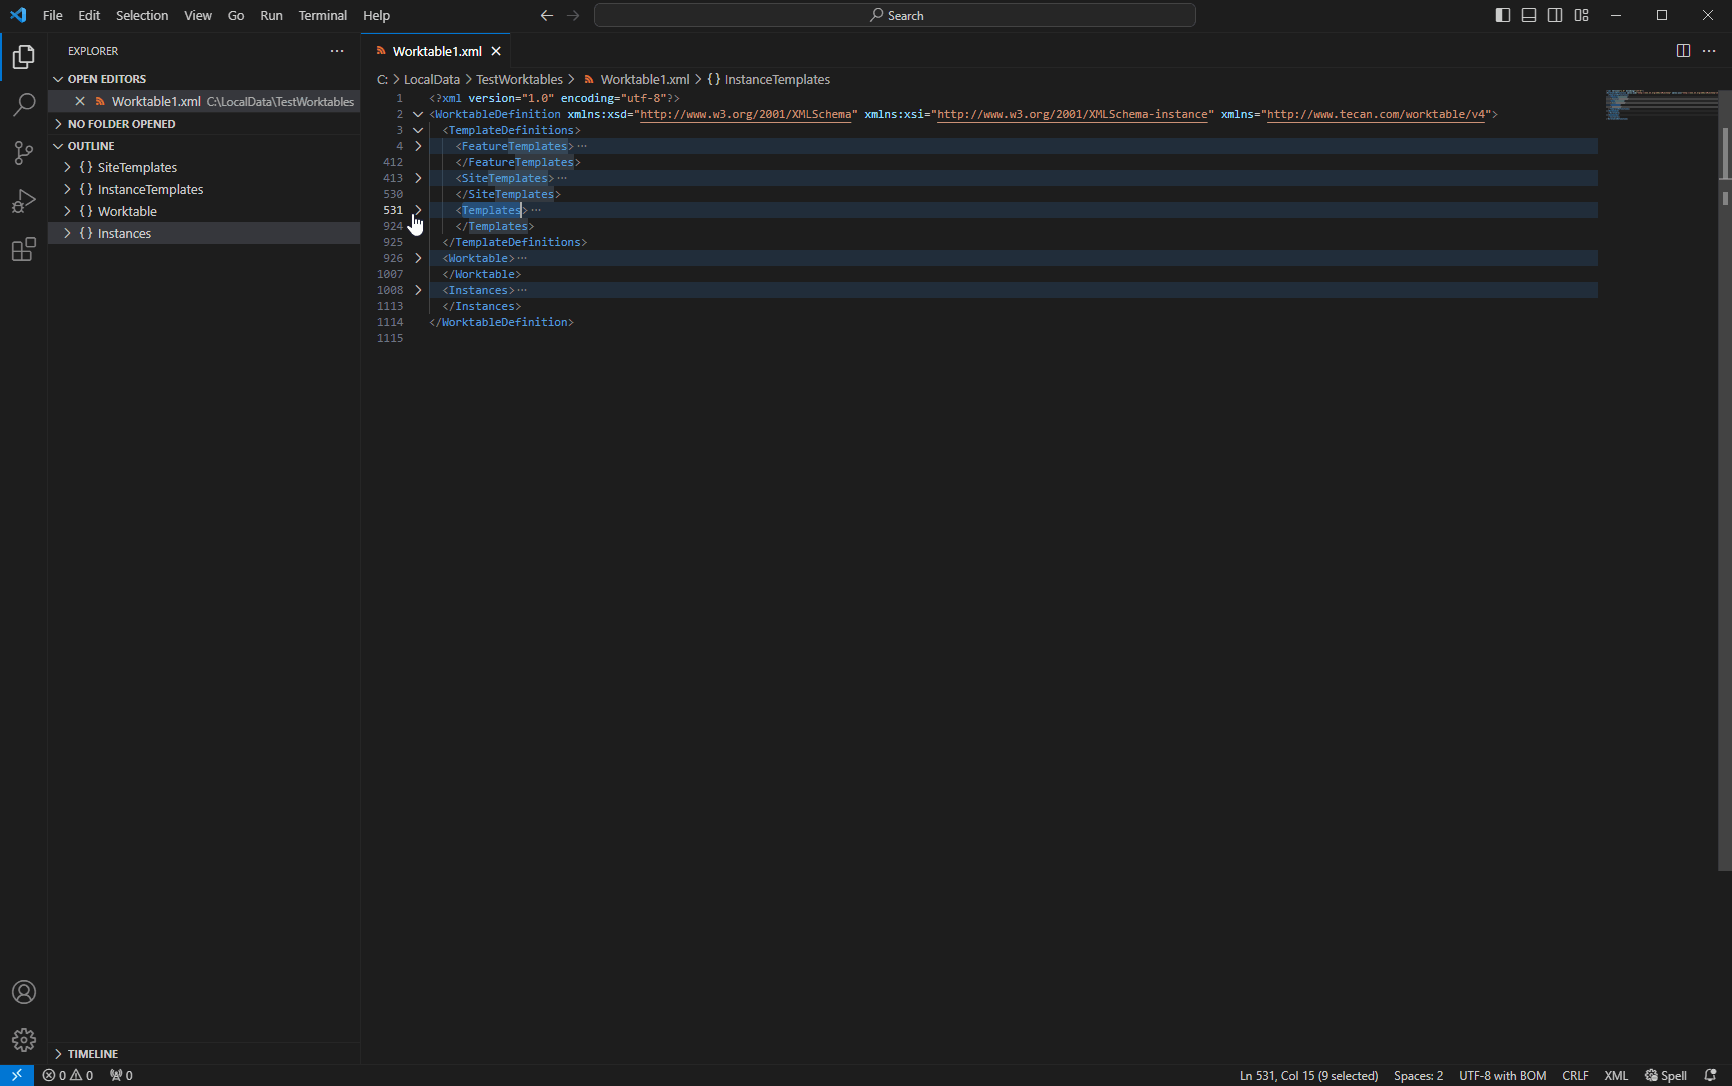 File Edit Selection View Go Run Terminal Help
Search
EXPLORER
OPEN EDITORS
Worktable1.xml C:\LocalData\TestWorktables
NO FOLDER OPENED
OUTLINE
{} SiteTemplates
{} InstanceTemplates
{} Worktable
{} Instances
TIMELINE
Worktable1.xml
C: > LocalData > TestWorktables > Worktable1.xml > {} InstanceTemplates
1 <?xml version="1.0" encoding="utf-8"?>
2 <WorktableDefinition xmlns:xsd="http://www.w3.org/2001/XMLSchema" xmlns:xsi="http://www.w3.org/2001/XMLSchema-instance" xmlns="http://www.tecan.com/worktable/v4">
3 <TemplateDefinitions>
4 <FeatureTemplates>···
412 </FeatureTemplates>
413 <SiteTemplates>···
530 </SiteTemplates>
531 <Templates>···
924 </Templates>
925 </TemplateDefinitions>
926 <Worktable>···
1007 </Worktable>
1008 <Instances>···
1113 </Instances>
1114 </WorktableDefinition>
1115
0 0 0
Ln 531, Col 15 (9 selected) Spaces: 2 UTF-8 with BOM CRLF XML Spell